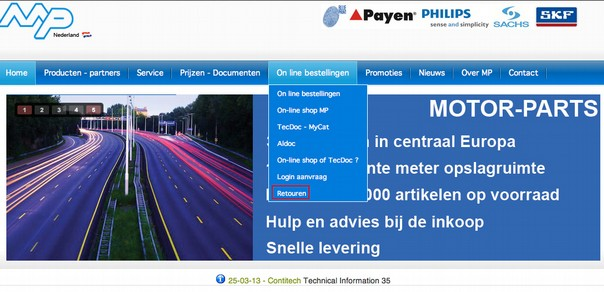 MP
Nederland
Payen PHILIPS
sense and simplicity
SACHS
SKF
Home Producten - partners Service Prijzen - Documenten On line bestellingen Promoties Nieuws Over MP Contact
On line bestellingen
On-line shop MP
TecDoc - MyCat
Aldoc
On-line shop of TecDoc ?
Login aanvraag
Retouren
1 2 3 4 5
MOTOR-PARTS
n in centraal Europa
nte meter opslagruimte
000 artikelen op voorraad
Hulp en advies bij de inkoop
Snelle levering
25-03-13 - Contitech Technical Information 35